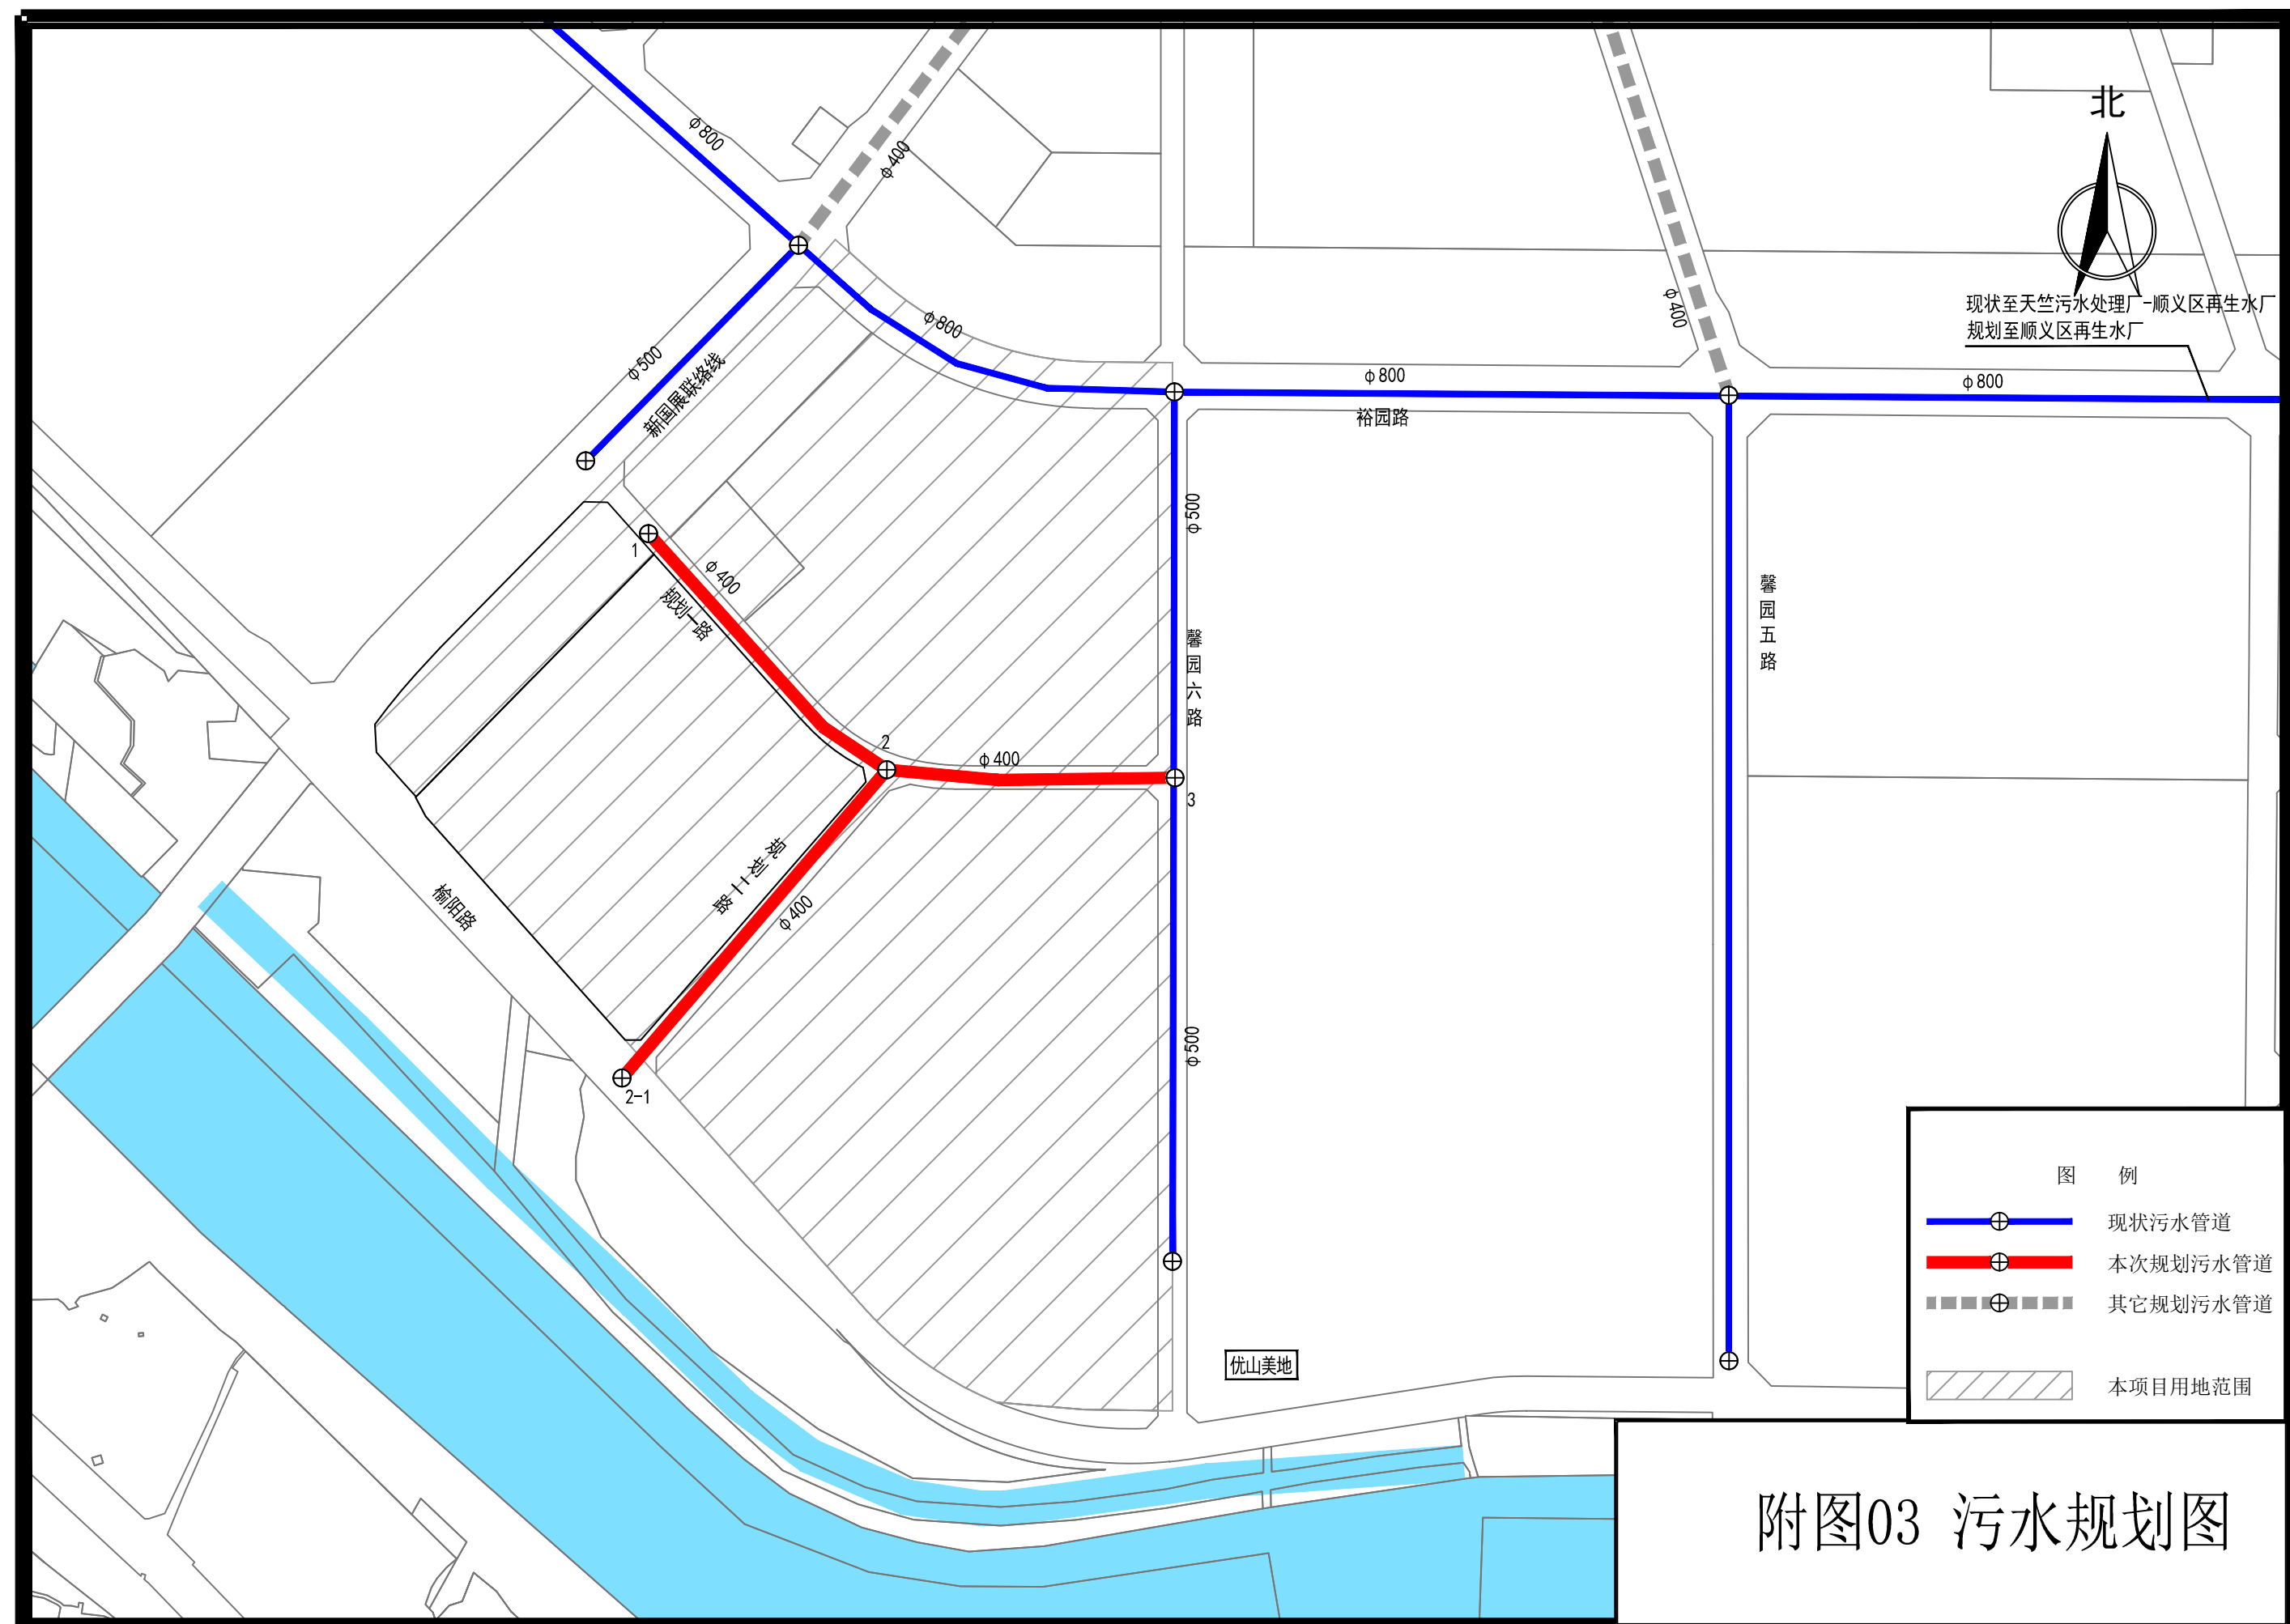 北
φ800
φ400
φ400
现状至天竺污水处理厂-顺义区再生水厂
规划至顺义区再生水厂
φ800
φ500
新国展联络线
φ800
φ800
裕园路
φ500
1
φ400
规划一路
馨园五路
馨园六路
2
φ400
3
规划二路
φ400
榆阳路
φ500
2-1
优山美地
图 例
现状污水管道
本次规划污水管道
其它规划污水管道
本项目用地范围
附图03 污水规划图